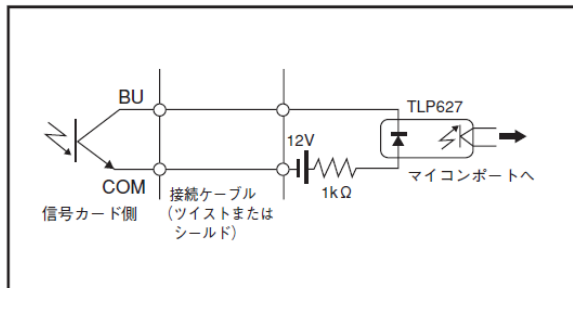 BU
TLP627
12V
COM
1kΩ
マイコンポートへ
信号カード側
接続ケーブル
(ツイストまたは
シールド)